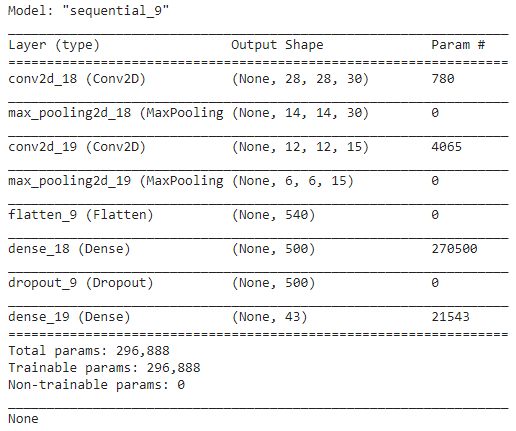 Model: "sequential_9"
Layer (type) Output Shape Param #
conv2d_18 (Conv2D) (None, 28, 28, 30) 780
max_pooling2d_18 (MaxPooling (None, 14, 14, 30) 0
conv2d_19 (Conv2D) (None, 12, 12, 15) 4065
max_pooling2d_19 (MaxPooling (None, 6, 6, 15) 0
flatten_9 (Flatten) (None, 540) 0
dense_18 (Dense) (None, 500) 270500
dropout_9 (Dropout) (None, 500) 0
dense_19 (Dense) (None, 43) 21543
Total params: 296,888
Trainable params: 296,888
Non-trainable params: 0
None